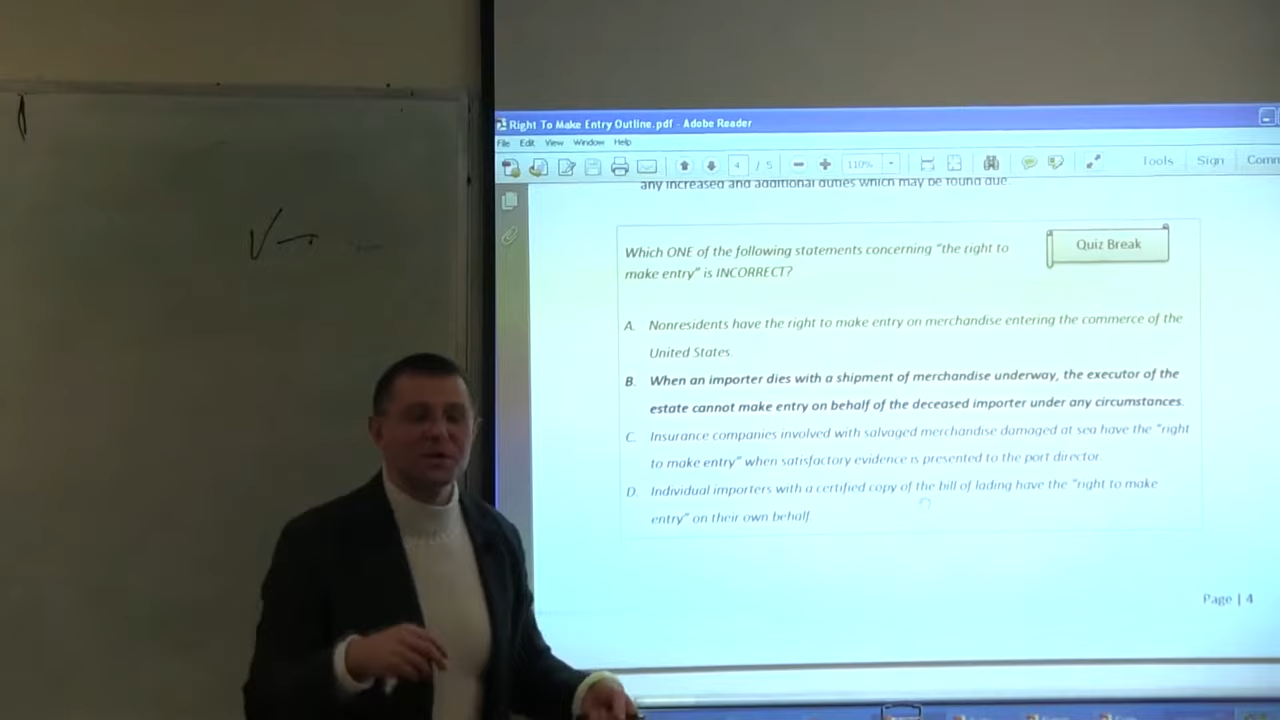 Right To Make Entry Outline.pdf - Adobe Reader
File Edit View Window Help
4 / 5 110% Tools Sign Comm
any increased and additional duties which may be found due.
Which ONE of the following statements concerning "the right to
make entry" is INCORRECT?
Quiz Break
A. Nonresidents have the right to make entry on merchandise entering the commerce of the
United States.
B. When an importer dies with a shipment of merchandise underway, the executor of the
estate cannot make entry on behalf of the deceased importer under any circumstances.
C. Insurance companies involved with salvaged merchandise damaged at sea have the "right
to make entry" when satisfactory evidence is presented to the port director.
D. Individual importers with a certified copy of the bill of lading have the "right to make
entry" on their own behalf
Page | 4